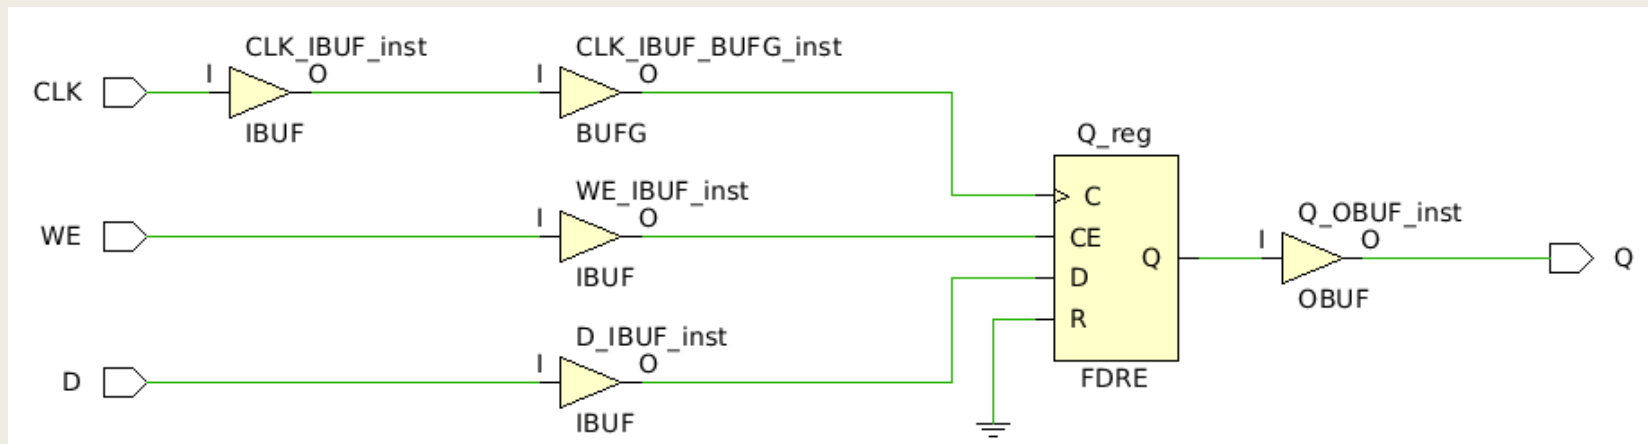 CLK_IBUF_inst
CLK_IBUF_BUFG_inst
I
O
I
O
CLK
IBUF
BUFG
Q_reg
WE_IBUF_inst
C
I
O
Q_OBUF_inst
WE
CE
I
O
Q
Q
IBUF
D
OBUF
R
D_IBUF_inst
I
O
FDRE
D
IBUF